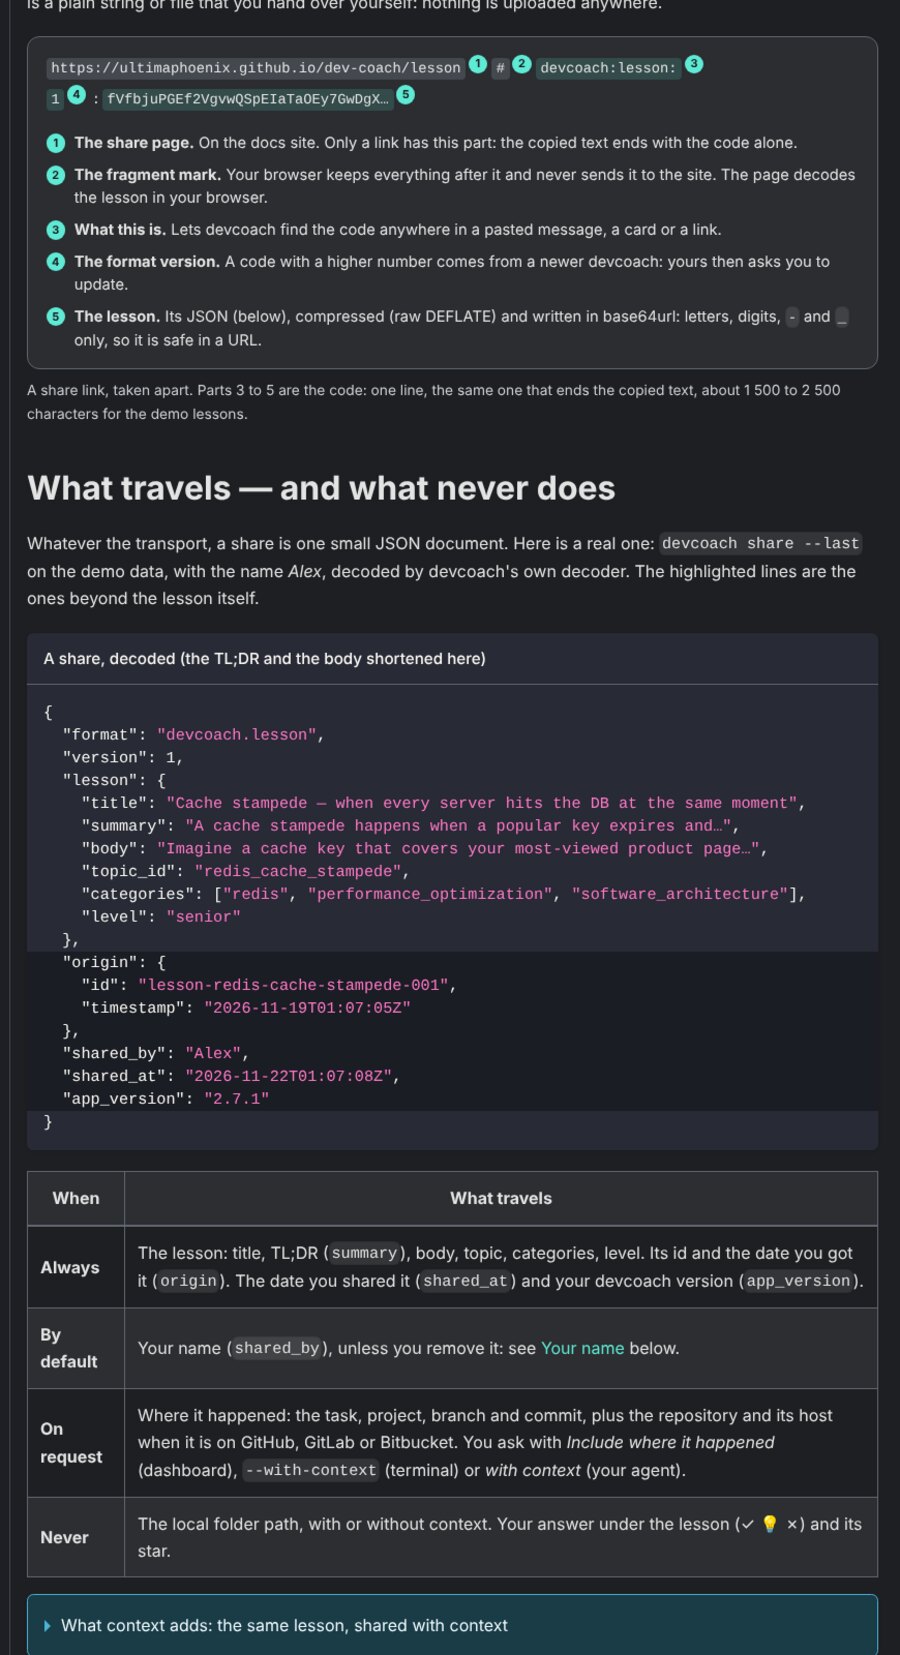 is a plain string or file that you hand over yourself: nothing is uploaded anywhere.
https://ultimaphoenix.github.io/dev-coach/lesson 1 # 2 devcoach:lesson: 3
1 4 : fVfbjuPGEf2VgvwQSpEIaTaOEy7GwDgX… 5
1 The share page. On the docs site. Only a link has this part: the copied text ends with the code alone.
2 The fragment mark. Your browser keeps everything after it and never sends it to the site. The page decodes
the lesson in your browser.
3 What this is. Lets devcoach find the code anywhere in a pasted message, a card or a link.
4 The format version. A code with a higher number comes from a newer devcoach: yours then asks you to
update.
5 The lesson. Its JSON (below), compressed (raw DEFLATE) and written in base64url: letters, digits, - and _
only, so it is safe in a URL.
A share link, taken apart. Parts 3 to 5 are the code: one line, the same one that ends the copied text, about 1 500 to 2 500
characters for the demo lessons.
What travels — and what never does
Whatever the transport, a share is one small JSON document. Here is a real one: devcoach share --last
on the demo data, with the name Alex, decoded by devcoach's own decoder. The highlighted lines are the
ones beyond the lesson itself.
A share, decoded (the TL;DR and the body shortened here)
{
"format": "devcoach.lesson",
"version": 1,
"lesson": {
"title": "Cache stampede — when every server hits the DB at the same moment",
"summary": "A cache stampede happens when a popular key expires and…",
"body": "Imagine a cache key that covers your most-viewed product page…",
"topic_id": "redis_cache_stampede",
"categories": ["redis", "performance_optimization", "software_architecture"],
"level": "senior"
},
"origin": {
"id": "lesson-redis-cache-stampede-001",
"timestamp": "2026-11-19T01:07:05Z"
},
"shared_by": "Alex",
"shared_at": "2026-11-22T01:07:08Z",
"app_version": "2.7.1"
}
When What travels
Always
The lesson: title, TL;DR (summary), body, topic, categories, level. Its id and the date you got
it (origin). The date you shared it (shared_at) and your devcoach version (app_version).
By
default
Your name (shared_by), unless you remove it: see Your name below.
On
request
Where it happened: the task, project, branch and commit, plus the repository and its host
when it is on GitHub, GitLab or Bitbucket. You ask with Include where it happened
(dashboard), --with-context (terminal) or with context (your agent).
Never
The local folder path, with or without context. Your answer under the lesson (✓ 💡 ×) and its
star.
What context adds: the same lesson, shared with context